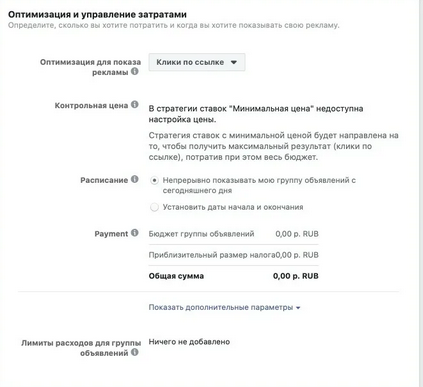 Оптимизация и управление затратами
Определите, сколько вы хотите потратить и когда вы хотите показывать свою рекламу.
Оптимизация для показа рекламы
Клики по ссылке
Контрольная цена
В стратегии ставок "Минимальная цена" недоступна
настройка цены.
Стратегия ставок с минимальной ценой будет направлена на
то, чтобы получить максимальный результат (клики по
ссылке), потратив при этом весь бюджет.
Расписание
Непрерывно показывать мою группу объявлений с
сегодняшнего дня
Установить даты начала и окончания
Payment
Бюджет группы объявлений 0,00 р. RUB
Приблизительный размер налога 0,00 р. RUB
Общая сумма 0,00 р. RUB
Показать дополнительные параметры
Лимиты расходов для группы
объявлений
Ничего не добавлено